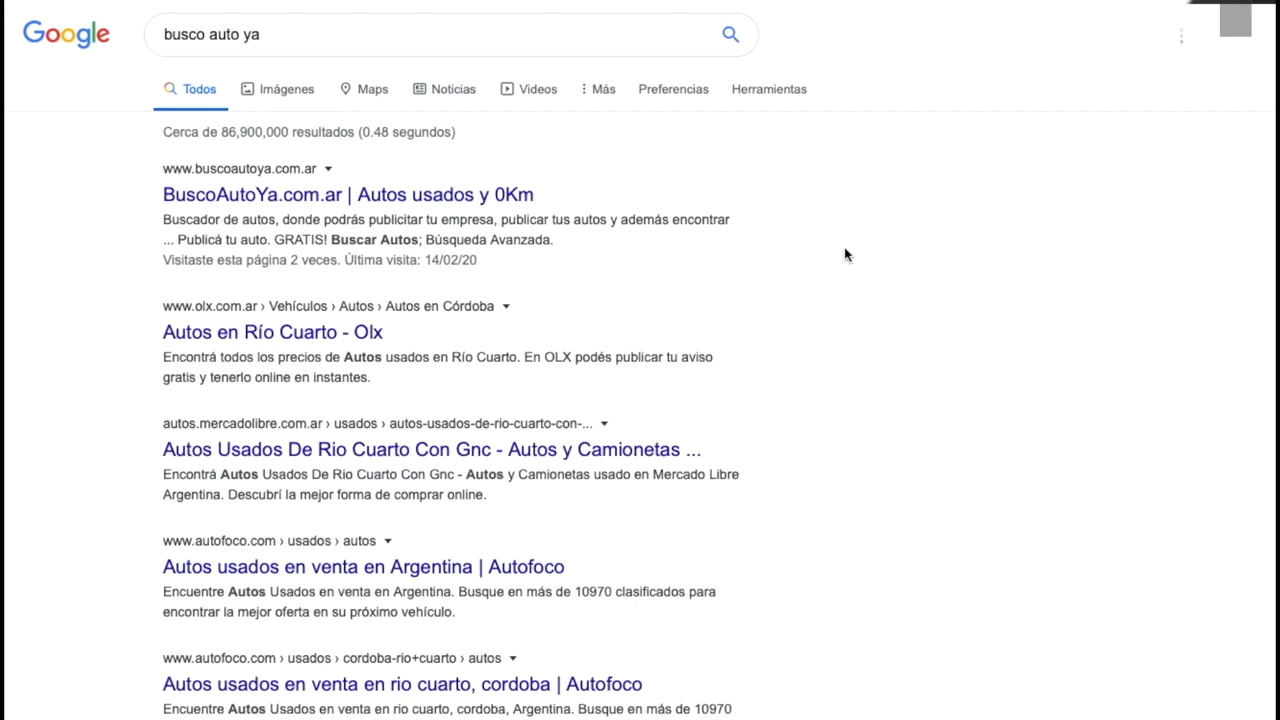 Google
busco auto ya
Todos Imágenes Maps Noticias Videos Más Preferencias Herramientas
Cerca de 86,900,000 resultados (0.48 segundos)
www.buscoautoya.com.ar
BuscoAutoYa.com.ar | Autos usados y 0Km
Buscador de autos, donde podrás publicitar tu empresa, publicar tus autos y además encontrar
... Publicá tu auto. GRATIS! Buscar Autos; Búsqueda Avanzada.
Visitaste esta página 2 veces. Última visita: 14/02/20
www.olx.com.ar › Vehículos › Autos › Autos en Córdoba
Autos en Río Cuarto - Olx
Encontrá todos los precios de Autos usados en Río Cuarto. En OLX podés publicar tu aviso
gratis y tenerlo online en instantes.
autos.mercadolibre.com.ar › usados › autos-usados-de-rio-cuarto-con-...
Autos Usados De Rio Cuarto Con Gnc - Autos y Camionetas ...
Encontrá Autos Usados De Rio Cuarto Con Gnc - Autos y Camionetas usado en Mercado Libre
Argentina. Descubrí la mejor forma de comprar online.
www.autofoco.com › usados › autos
Autos usados en venta en Argentina | Autofoco
Encuentre Autos Usados en venta en Argentina. Busque en más de 10970 clasificados para
encontrar la mejor oferta en su próximo vehículo.
www.autofoco.com › usados › cordoba-rio+cuarto › autos
Autos usados en venta en rio cuarto, cordoba | Autofoco
Encuentre Autos Usados en venta en rio cuarto, cordoba, Argentina. Busque en más de 10970